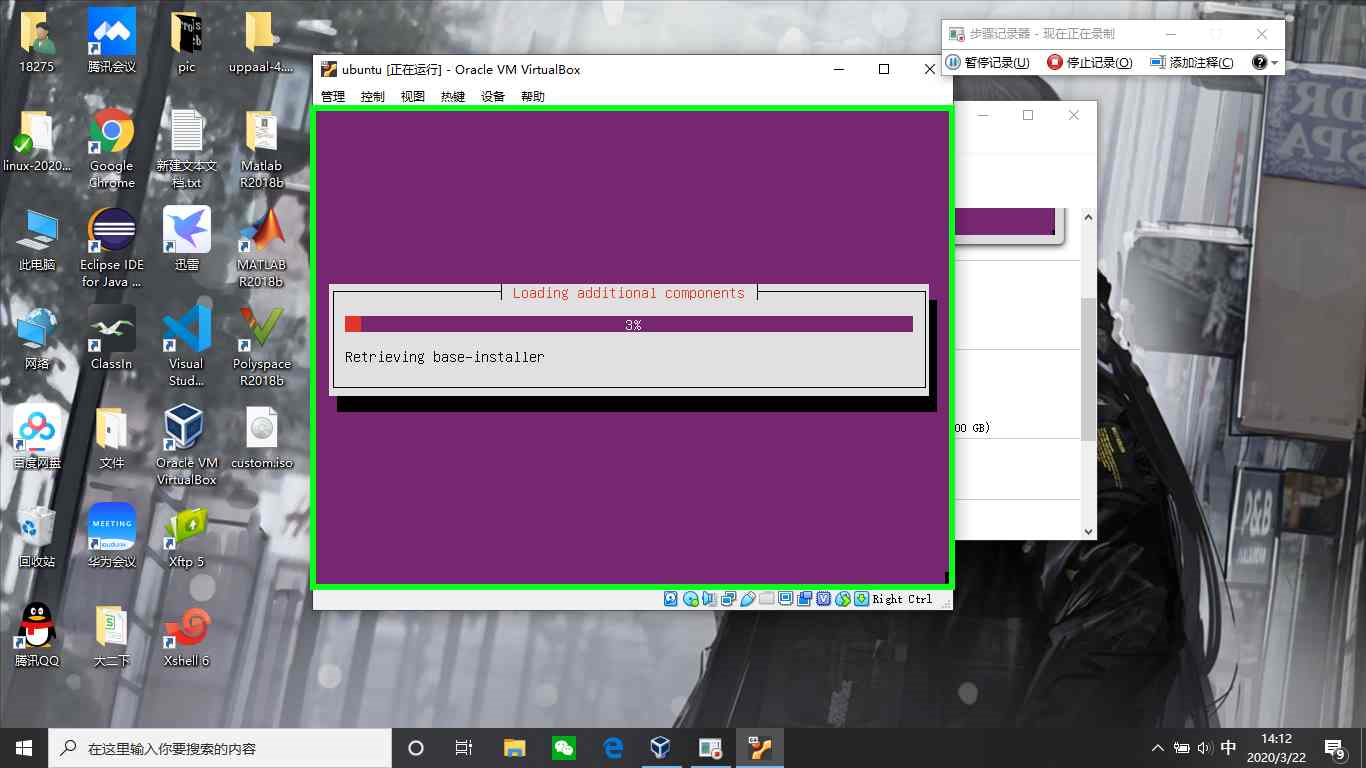 18275
腾讯会议
pic
uppaal-4....
linux-2020...
Google
Chrome
新建文本文
档.txt
Matlab
R2018b
此电脑
Eclipse IDE
for Java ...
迅雷
MATLAB
R2018b
网络
ClassIn
Visual
Stud...
Polyspace
R2018b
百度网盘
文件
Oracle VM
VirtualBox
custom.iso
回收站
MEETING
华为会议
Xftp 5
腾讯QQ
大二下
Xshell 6
ubuntu [正在运行] - Oracle VM VirtualBox
管理 控制 视图 热键 设备 帮助
Loading additional components
3%
Retrieving base-installer
Right Ctrl
步骤记录器 - 现在正在录制
暂停记录(U) 停止记录(O) 添加注释(C)
00 GB)
P&B
在这里输入你要搜索的内容
中
14:12
2020/3/22
9